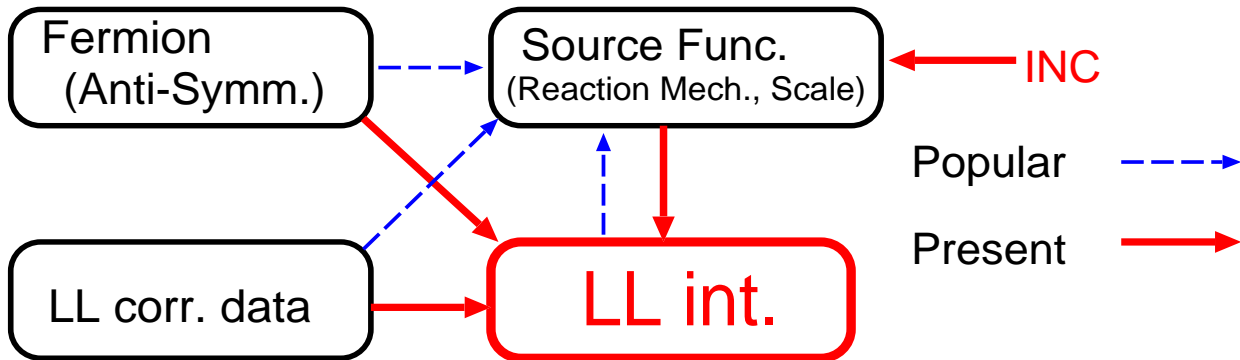 Fermion
(Anti-Symm.)
Source Func.
(Reaction Mech., Scale)
INC
Popular
Present
LL corr. data
LL int.